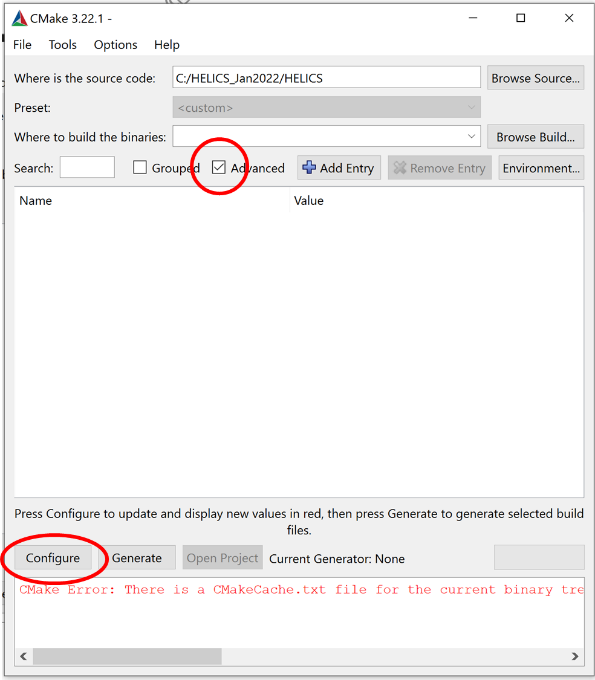 CMake 3.22.1 -
File Tools Options Help
Where is the source code: C:/HELICS_Jan2022/HELICS Browse Source...
Preset: <custom>
Where to build the binaries: Browse Build...
Search: Grouped Advanced Add Entry Remove Entry Environment...
Name Value
Press Configure to update and display new values in red, then press Generate to generate selected build
files.
Configure Generate Open Project Current Generator: None
CMake Error: There is a CMakeCache.txt file for the current binary tre